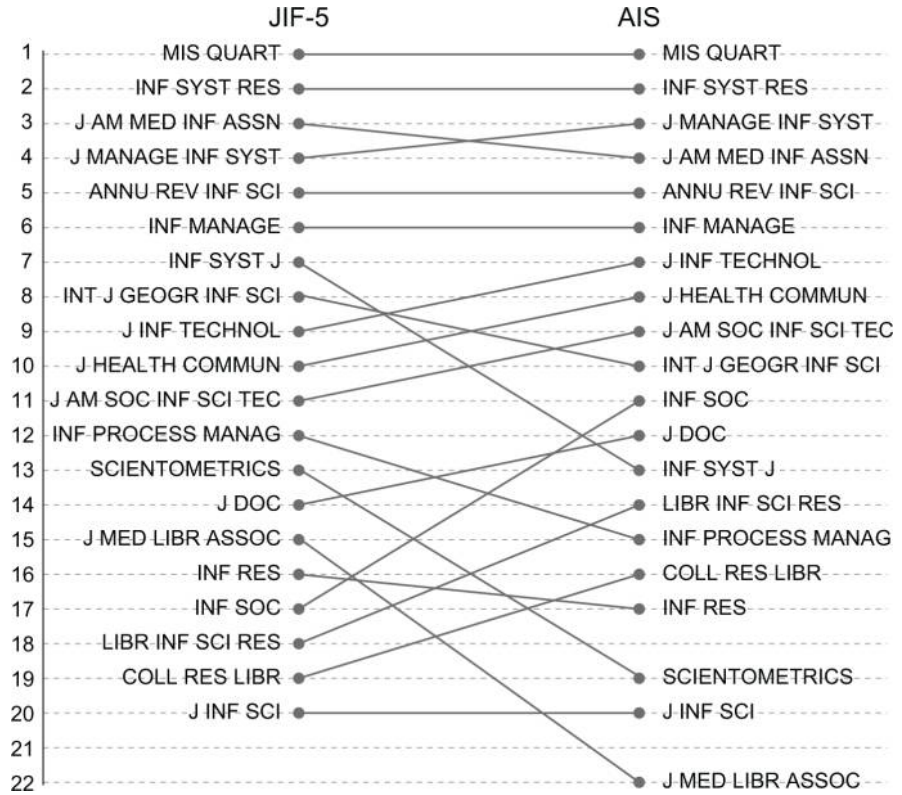 JIF-5 AIS
1 MIS QUART MIS QUART
2 INF SYST RES INF SYST RES
3 J AM MED INF ASSN J MANAGE INF SYST
4 J MANAGE INF SYST J AM MED INF ASSN
5 ANNU REV INF SCI ANNU REV INF SCI
6 INF MANAGE INF MANAGE
7 INF SYST J J INF TECHNOL
8 INT J GEOGR INF SCI J HEALTH COMMUN
9 J INF TECHNOL J AM SOC INF SCI TEC
10 J HEALTH COMMUN INT J GEOGR INF SCI
11 J AM SOC INF SCI TEC INF SOC
12 INF PROCESS MANAG J DOC
13 SCIENTOMETRICS INF SYST J
14 J DOC LIBR INF SCI RES
15 J MED LIBR ASSOC INF PROCESS MANAG
16 INF RES COLL RES LIBR
17 INF SOC INF RES
18 LIBR INF SCI RES
19 COLL RES LIBR SCIENTOMETRICS
20 J INF SCI J INF SCI
21
22 J MED LIBR ASSOC